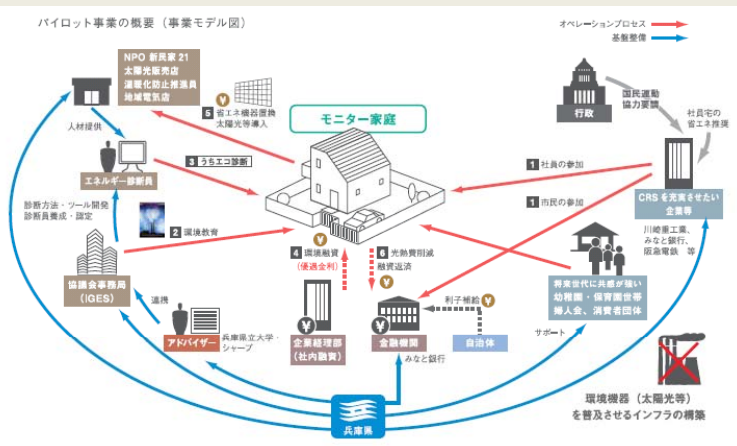 パイロット事業の概要（事業モデル図）
オペレーションプロセス
基盤整備
NPO 新民家 21
太陽光販売店
温暖化防止推進員
地域電気店
5 省エネ機器置換
太陽光等導入
¥
モニター家庭
行政
国民運動
協力要請
社員宅の
省エネ推奨
人材提供
3 うちエコ診断
エネルギー診断員
1 社員の参加
1 市民の参加
CRS を充実させたい
企業等
川崎重工業、
みなと銀行、
阪急電鉄 等
診断方法・ツール開発
診断員養成・認定
2 環境教育
協議会事務局
（IGES）
4 環境融資
（優遇金利）
¥
6 光熱費削減
融資返済
¥
将来世代に共感が強い
幼稚園・保育園世帯
婦人会、消費者団体
連携
アドバイザー
兵庫県立大学・
シャープ
¥
企業経理部
（社内融資）
¥
金融機関
みなと銀行
利子補給
¥
自治体
サポート
兵庫県
環境機器（太陽光等）
を普及させるインフラの構築